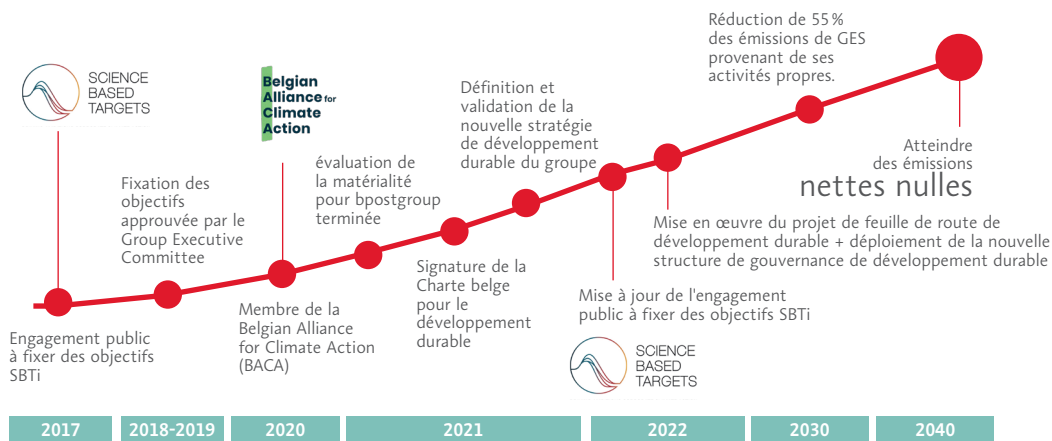 SCIENCE
BASED
TARGETS
Engagement public
à fixer des objectifs
SBTi
Fixation des
objectifs
approuvée par le
Group Executive
Committee
Belgian
Alliance for
Climate
Action
Membre de la
Belgian Alliance
for Climate Action
(BACA)
évaluation de
la matérialité
pour bpostgroup
terminée
Signature de la
Charte belge
pour le
développement
durable
Définition et
validation de la
nouvelle stratégie
de développement
durable du groupe
Mise à jour de l'engagement
public à fixer des objectifs SBTi
SCIENCE
BASED
TARGETS
Mise en œuvre du projet de feuille de route de
développement durable + déploiement de la nouvelle
structure de gouvernance de développement durable
Réduction de 55%
des émissions de GES
provenant de ses
activités propres.
Atteindre
des émissions
nettes nulles
2017
2018-2019
2020
2021
2022
2030
2040